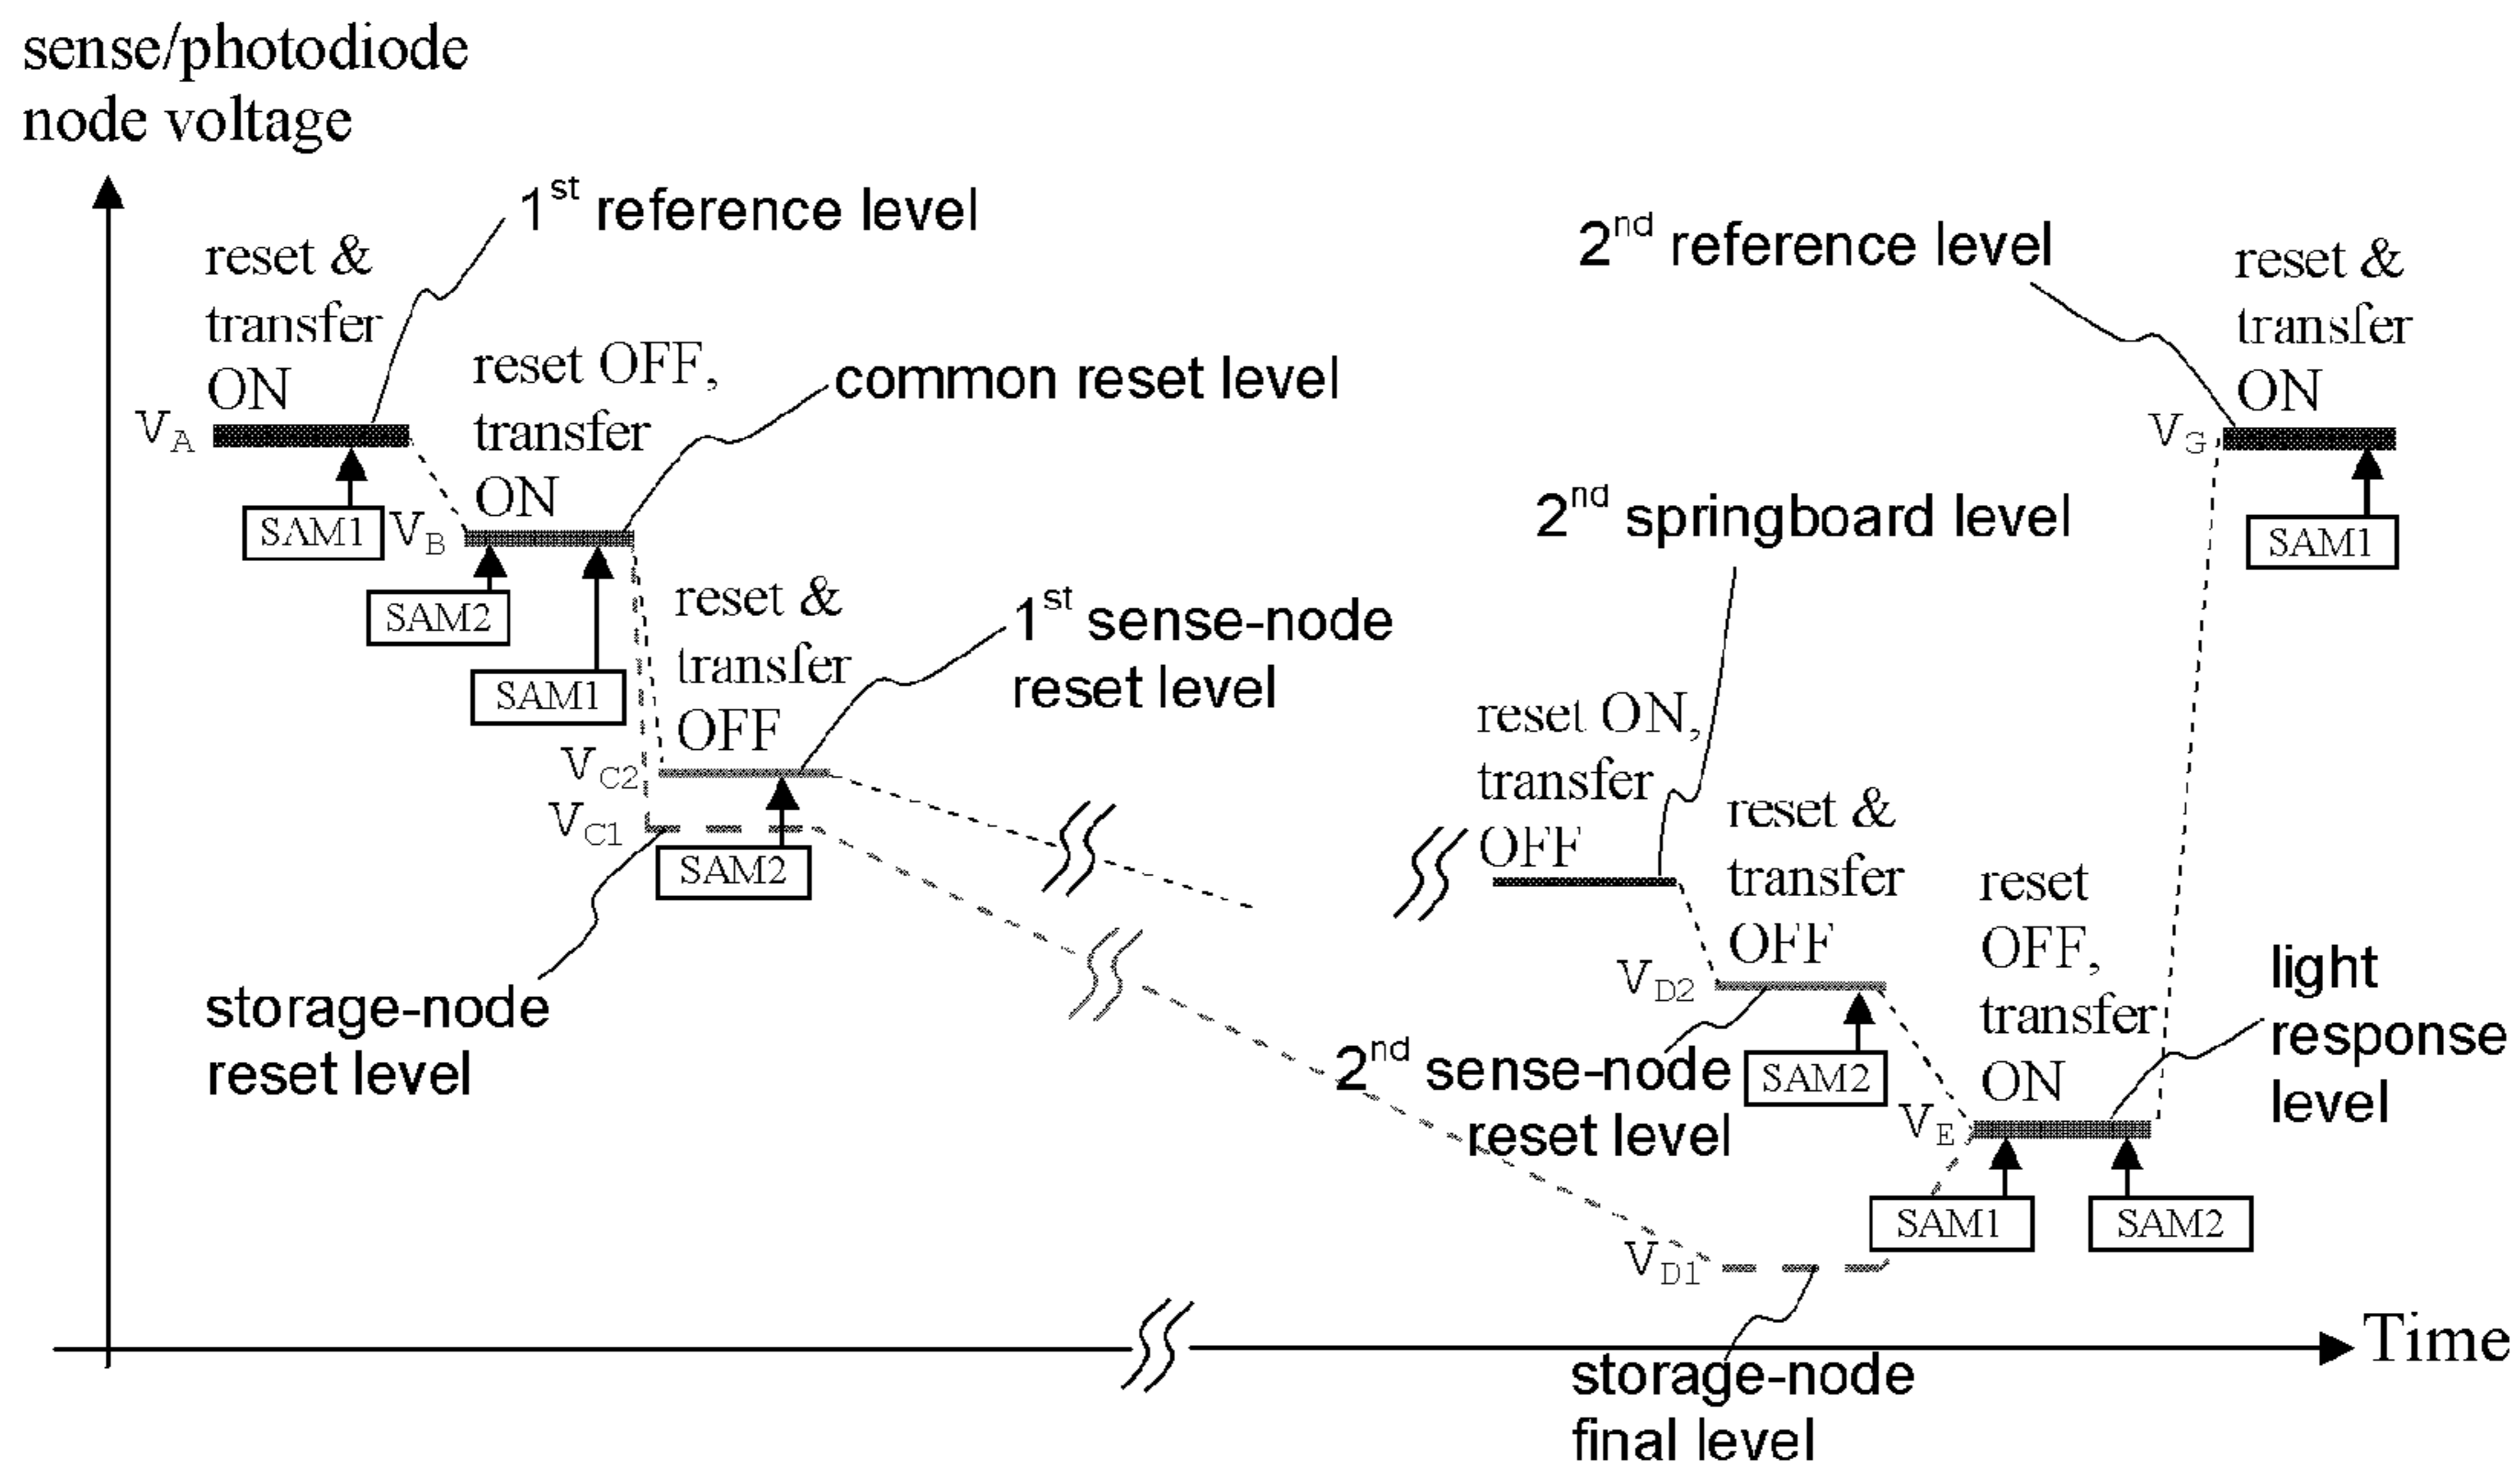 sense/photodiode
node voltage
1st reference level
reset &
transfer
ON
VA
SAM1
reset OFF,
transfer
ON
common reset level
VB
SAM2
SAM1
reset &
transfer
OFF
1st sense-node
reset level
VC2
VC1
SAM2
storage-node
reset level
2nd reference level
reset &
transfer
ON
VG
SAM1
2nd springboard level
reset ON,
transfer
OFF
reset &
transfer
OFF
VD2
2nd sense-node
reset level
SAM2
reset
OFF,
transfer
ON
light
response
level
VE
SAM1
SAM2
VD1
storage-node
final level
Time